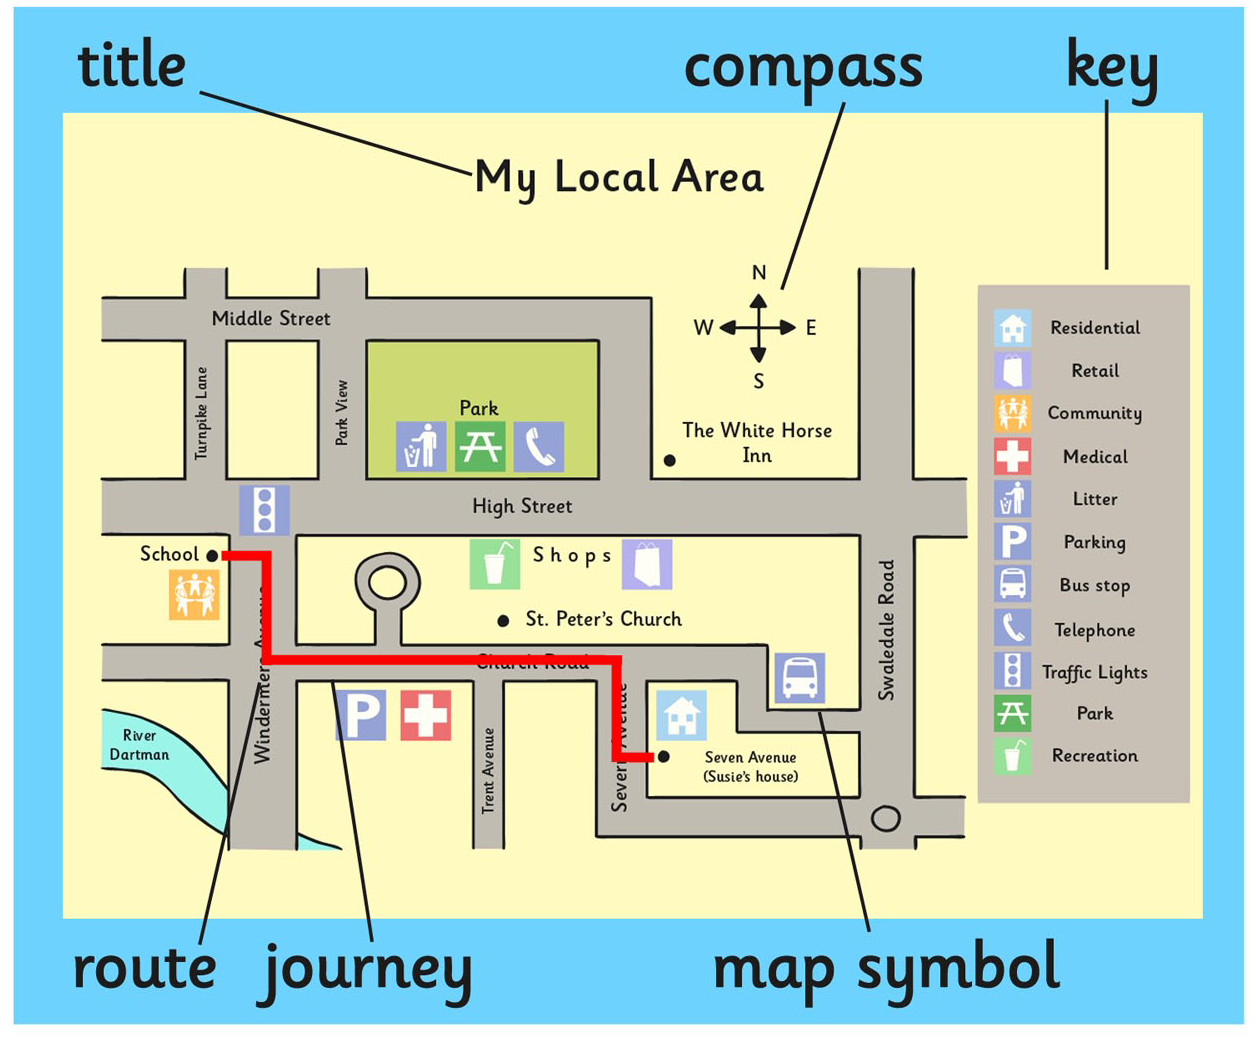 title
compass
key
My Local Area
N
W E
S
Middle Street
Turnpike Lane
Park View
Park
The White Horse
Inn
High Street
School
Shops
St. Peter's Church
Windermere Avenue
Church Road
Swaledale Road
River
Dartman
P
Trent Avenue
Severn Avenue
Seven Avenue
(Susie's house)
Residential
Retail
Community
Medical
Litter
P Parking
Bus stop
Telephone
Traffic Lights
Park
Recreation
route
journey
map symbol